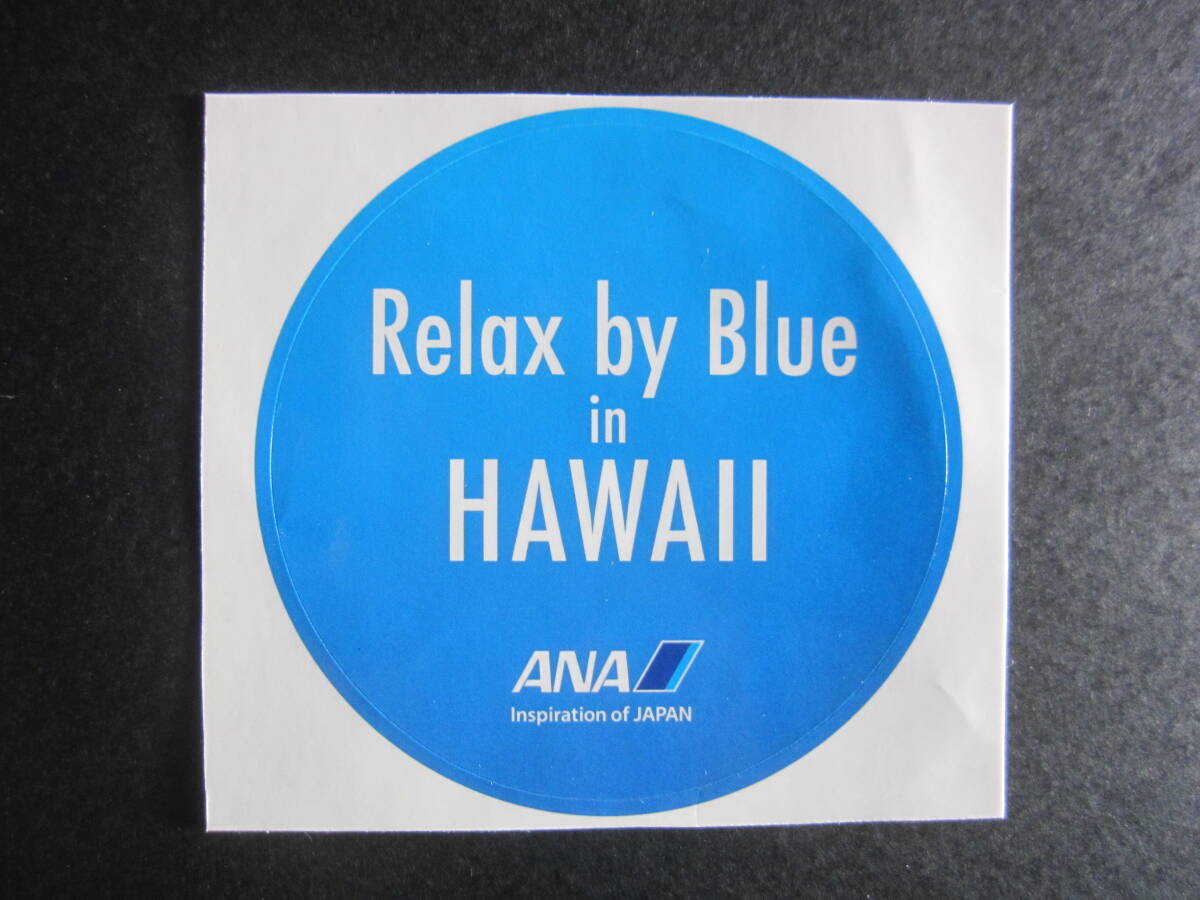 Relax by Blue
in
HAWAII
ANA
Inspiration of JAPAN